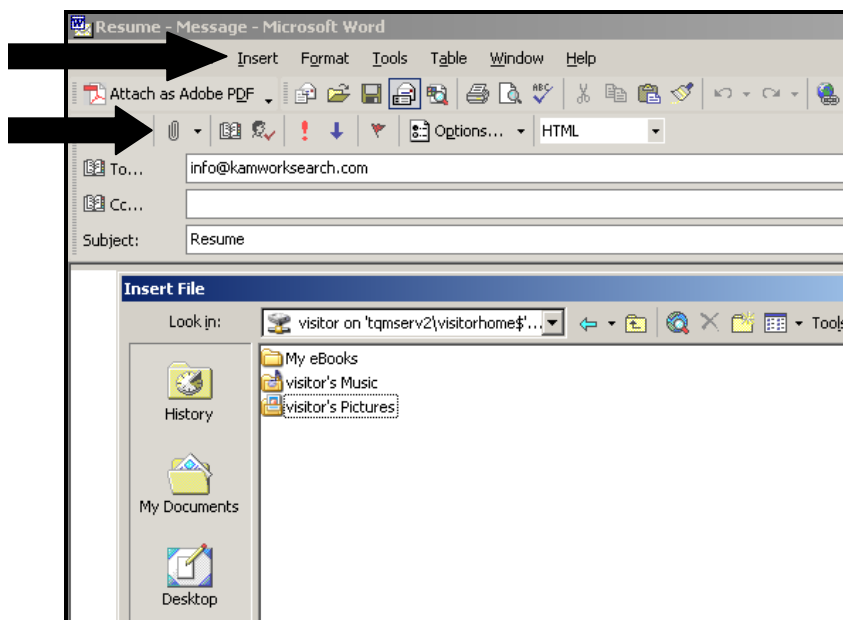 Resume - Message - Microsoft Word
Insert Format Tools Table Window Help
Attach as Adobe PDF
ABC
Options... HTML
To... info@kamworksearch.com
Cc...
Subject: Resume
Insert File
Look in: visitor on 'tqmserv2\visitorhome$'... Tools
My eBooks
visitor's Music
visitor's Pictures
History
My Documents
Desktop